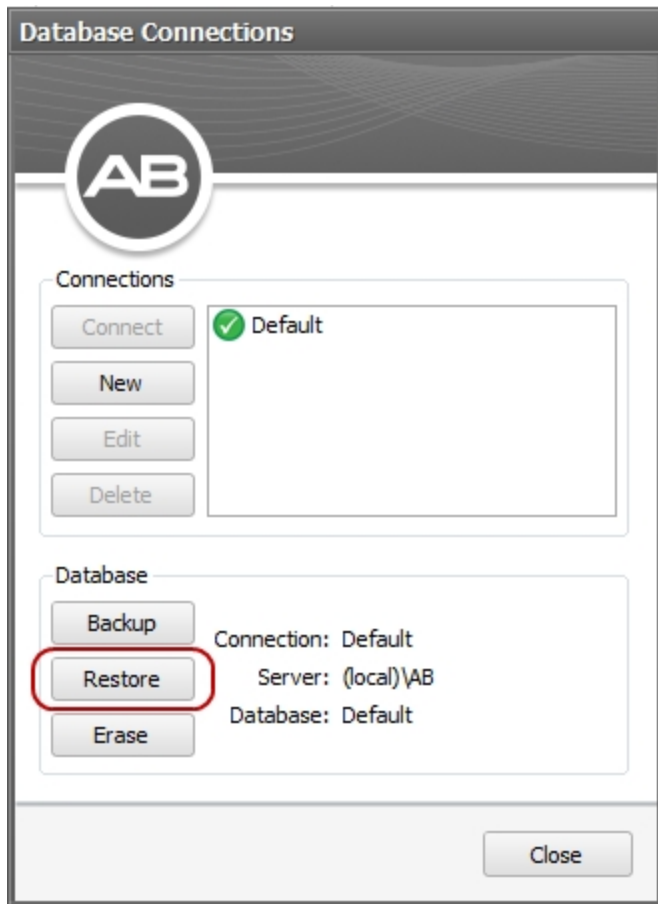 Database Connections
AB
Connections
Connect
Default
New
Edit
Delete
Database
Backup
Connection: Default
Restore
Server: (local)\AB
Database: Default
Erase
Close